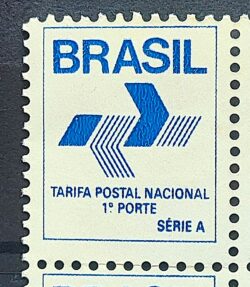 BRASIL
TARIFA POSTAL NACIONAL
1º PORTE
SÉRIE A